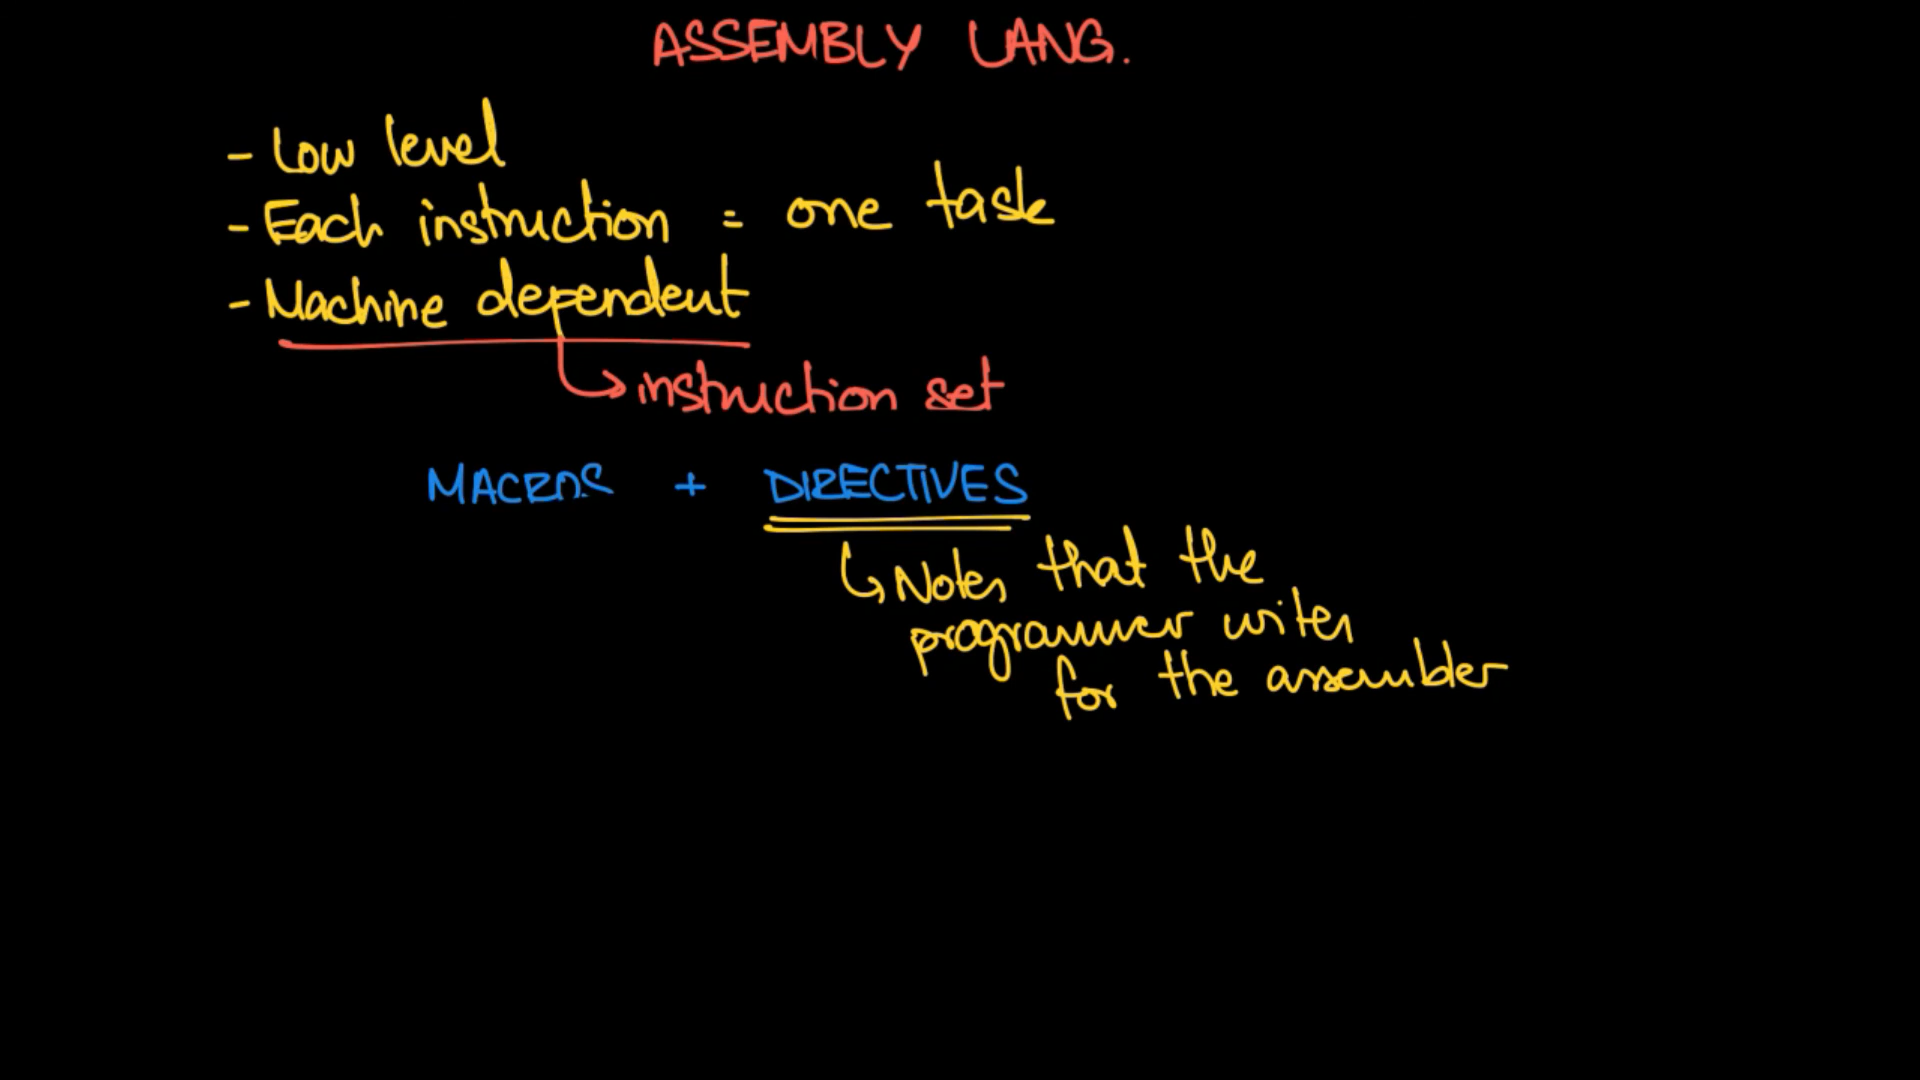 ASSEMBLY LANG.
- Low level
- Each instruction = one task
- Machine dependent
instruction set
MACROS + DIRECTIVES
Notes that the
programmer writes
for the assembler